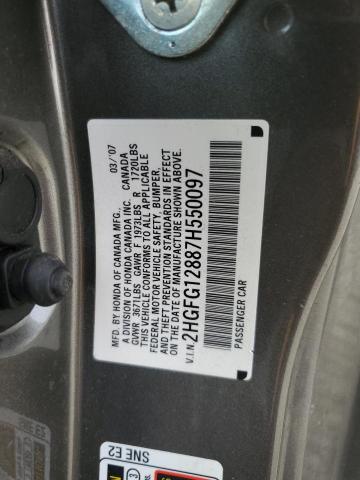 MFD. BY HONDA OF CANADA MFG.,
A DIVISION OF HONDA CANADA INC. CANADA 03/'07
GVWR 3671LBS GAWR F 1973LBS R 1720LBS
THIS VEHICLE CONFORMS TO ALL APPLICABLE
FEDERAL MOTOR VEHICLE SAFETY, BUMPER,
AND THEFT PREVENTION STANDARDS IN EFFECT
ON THE DATE OF MANUFACTURE SHOWN ABOVE.
V.I.N. 2HGFG12887H550097
PASSENGER CAR
SNE E2